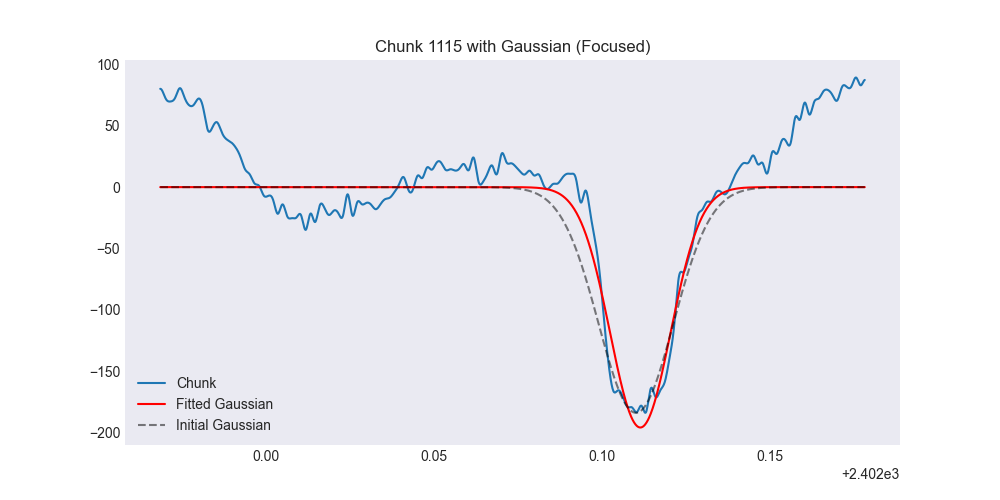 Chunk 1115 with Gaussian (Focused)
100
50
0
−50
−100
−150
−200
Chunk
Fitted Gaussian
Initial Gaussian
0.00 0.05 0.10 0.15
+2.402e3